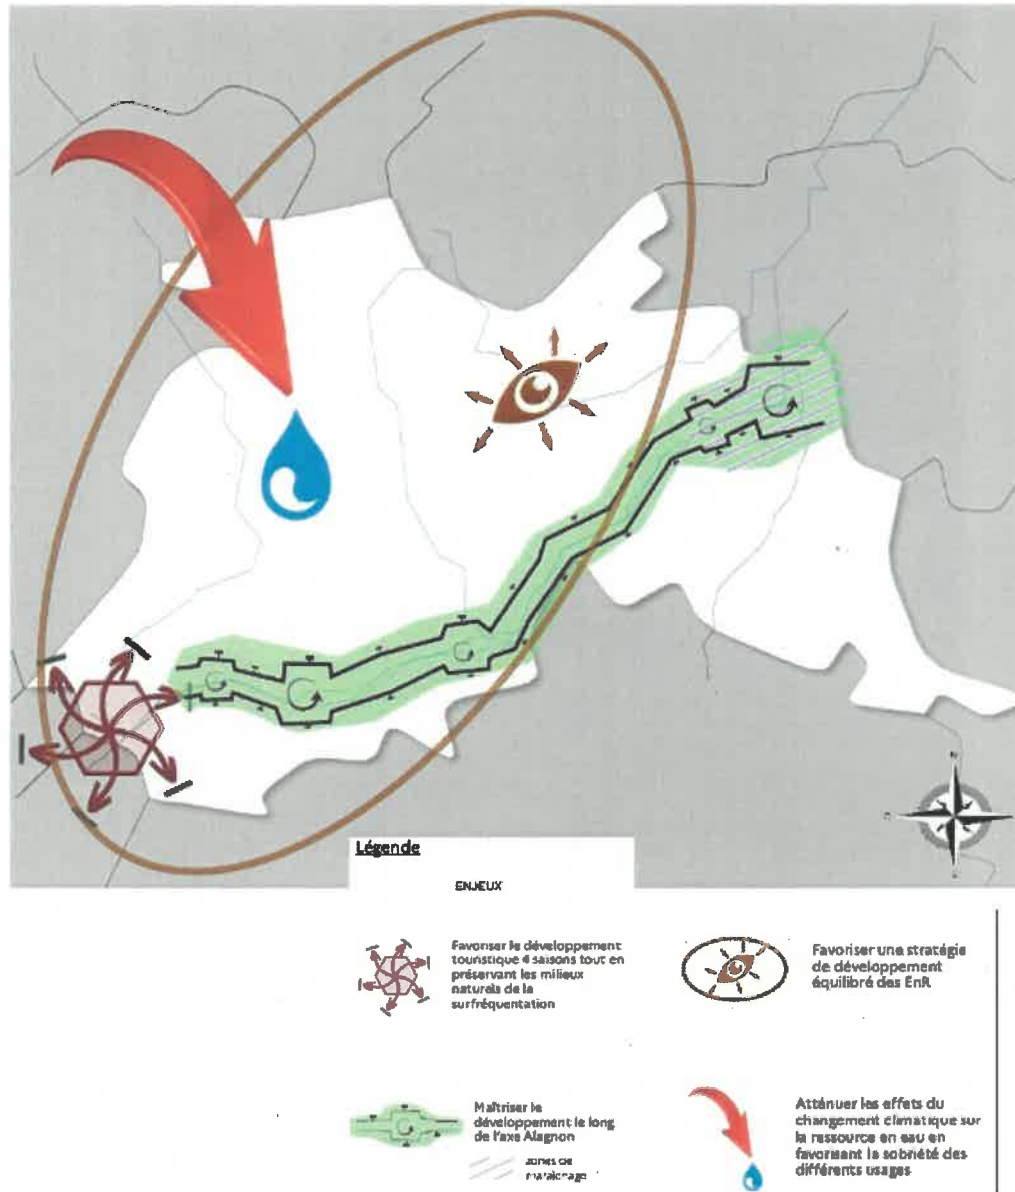 Légende
ENJEUX
Favoriser le développement
touristique 4 saisons tout en
préservant les milieux
naturels de la
surfréquentation
Favoriser une stratégie
de développement
équilibré des EnR
Maîtriser le
développement le long
de l'axe Alagnon
zones de
maraichage
Atténuer les effets du
changement climatique sur
la ressource en eau en
favorisant la sobriété des
différents usages